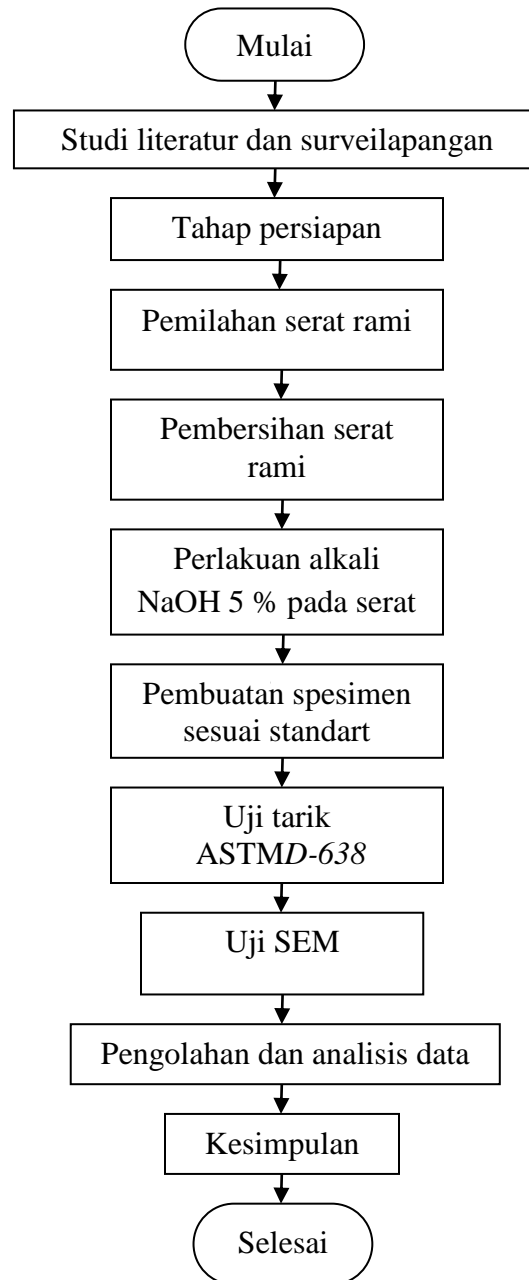 Mulai
Studi literatur dan surveilapangan
Tahap persiapan
Pemilahan serat rami
Pembersihan serat
rami
Perlakuan alkali
NaOH 5 % pada serat
Pembuatan spesimen
sesuai standart
Uji tarik
ASTMD-638
Uji SEM
Pengolahan dan analisis data
Kesimpulan
Selesai